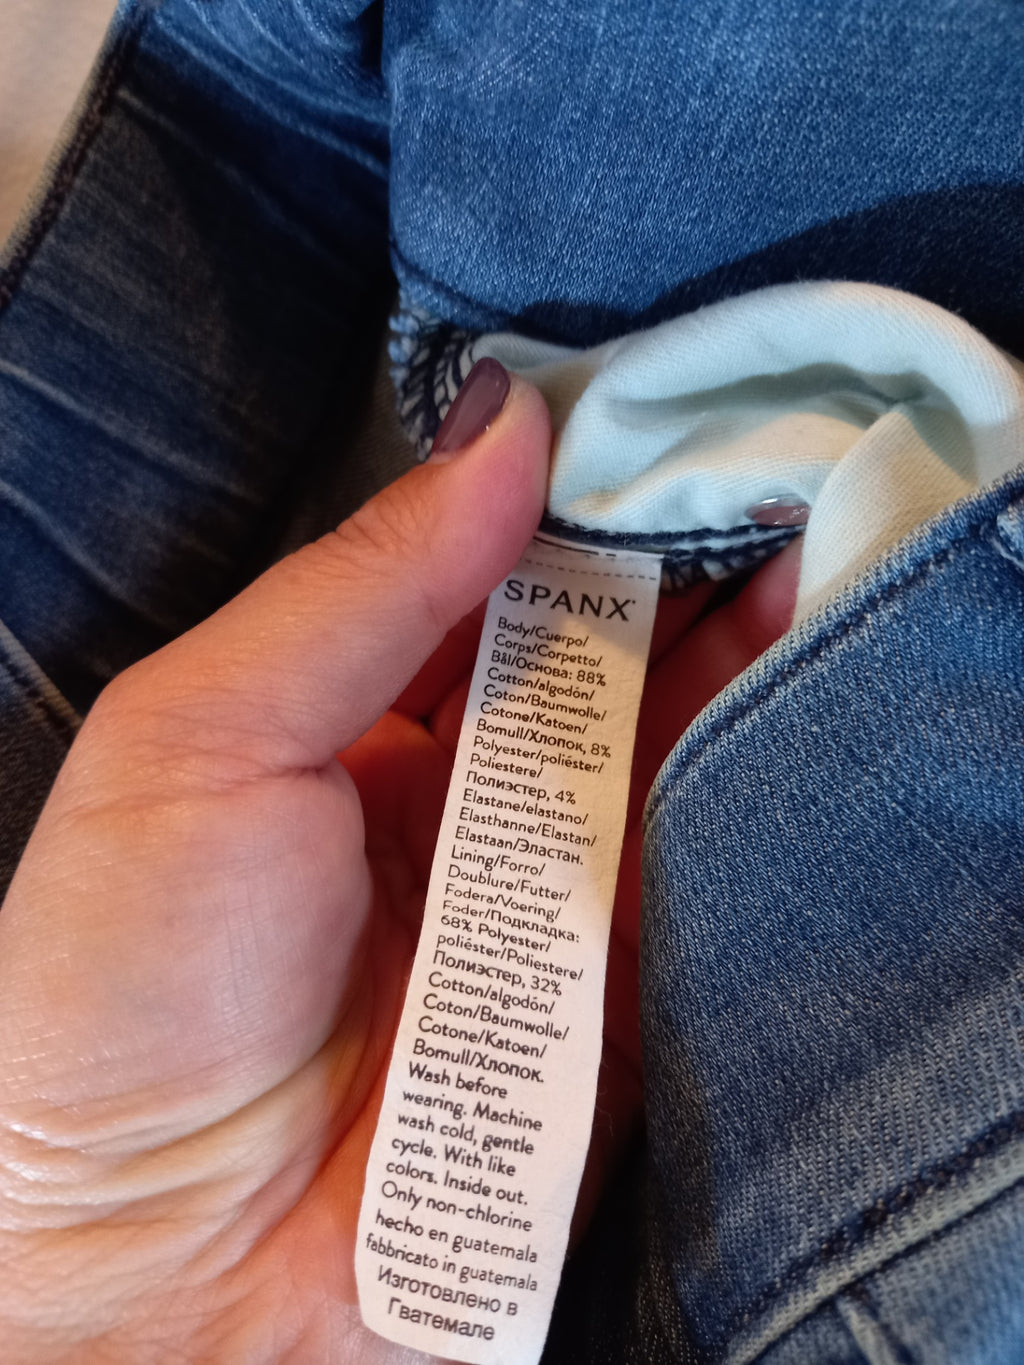 SPANX
Body/Cuerpo/
Corps/Corpetto/
Bål/Основа: 88%
Cotton/algodón/
Coton/Baumwolle/
Cotone/Katoen/
Bomull/Хлопок, 8%
Polyester/poliéster/
Poliestere/
Полиэстер, 4%
Elastane/elastano/
Elasthanne/Elastan/
Elastaan/Эластан.
Lining/Forro/
Doublure/Futter/
Fodera/Voering/
Foder/Подкладка:
68% Polyester/
poliéster/Poliestere/
Полиэстер, 32%
Cotton/algodón/
Coton/Baumwolle/
Cotone/Katoen/
Bomull/Хлопок.
Wash before
wearing. Machine
wash cold, gentle
cycle. With like
colors. Inside out.
Only non-chlorine
hecho en guatemala
fabbricato in guatemala
Изготовлено в
Гватемале